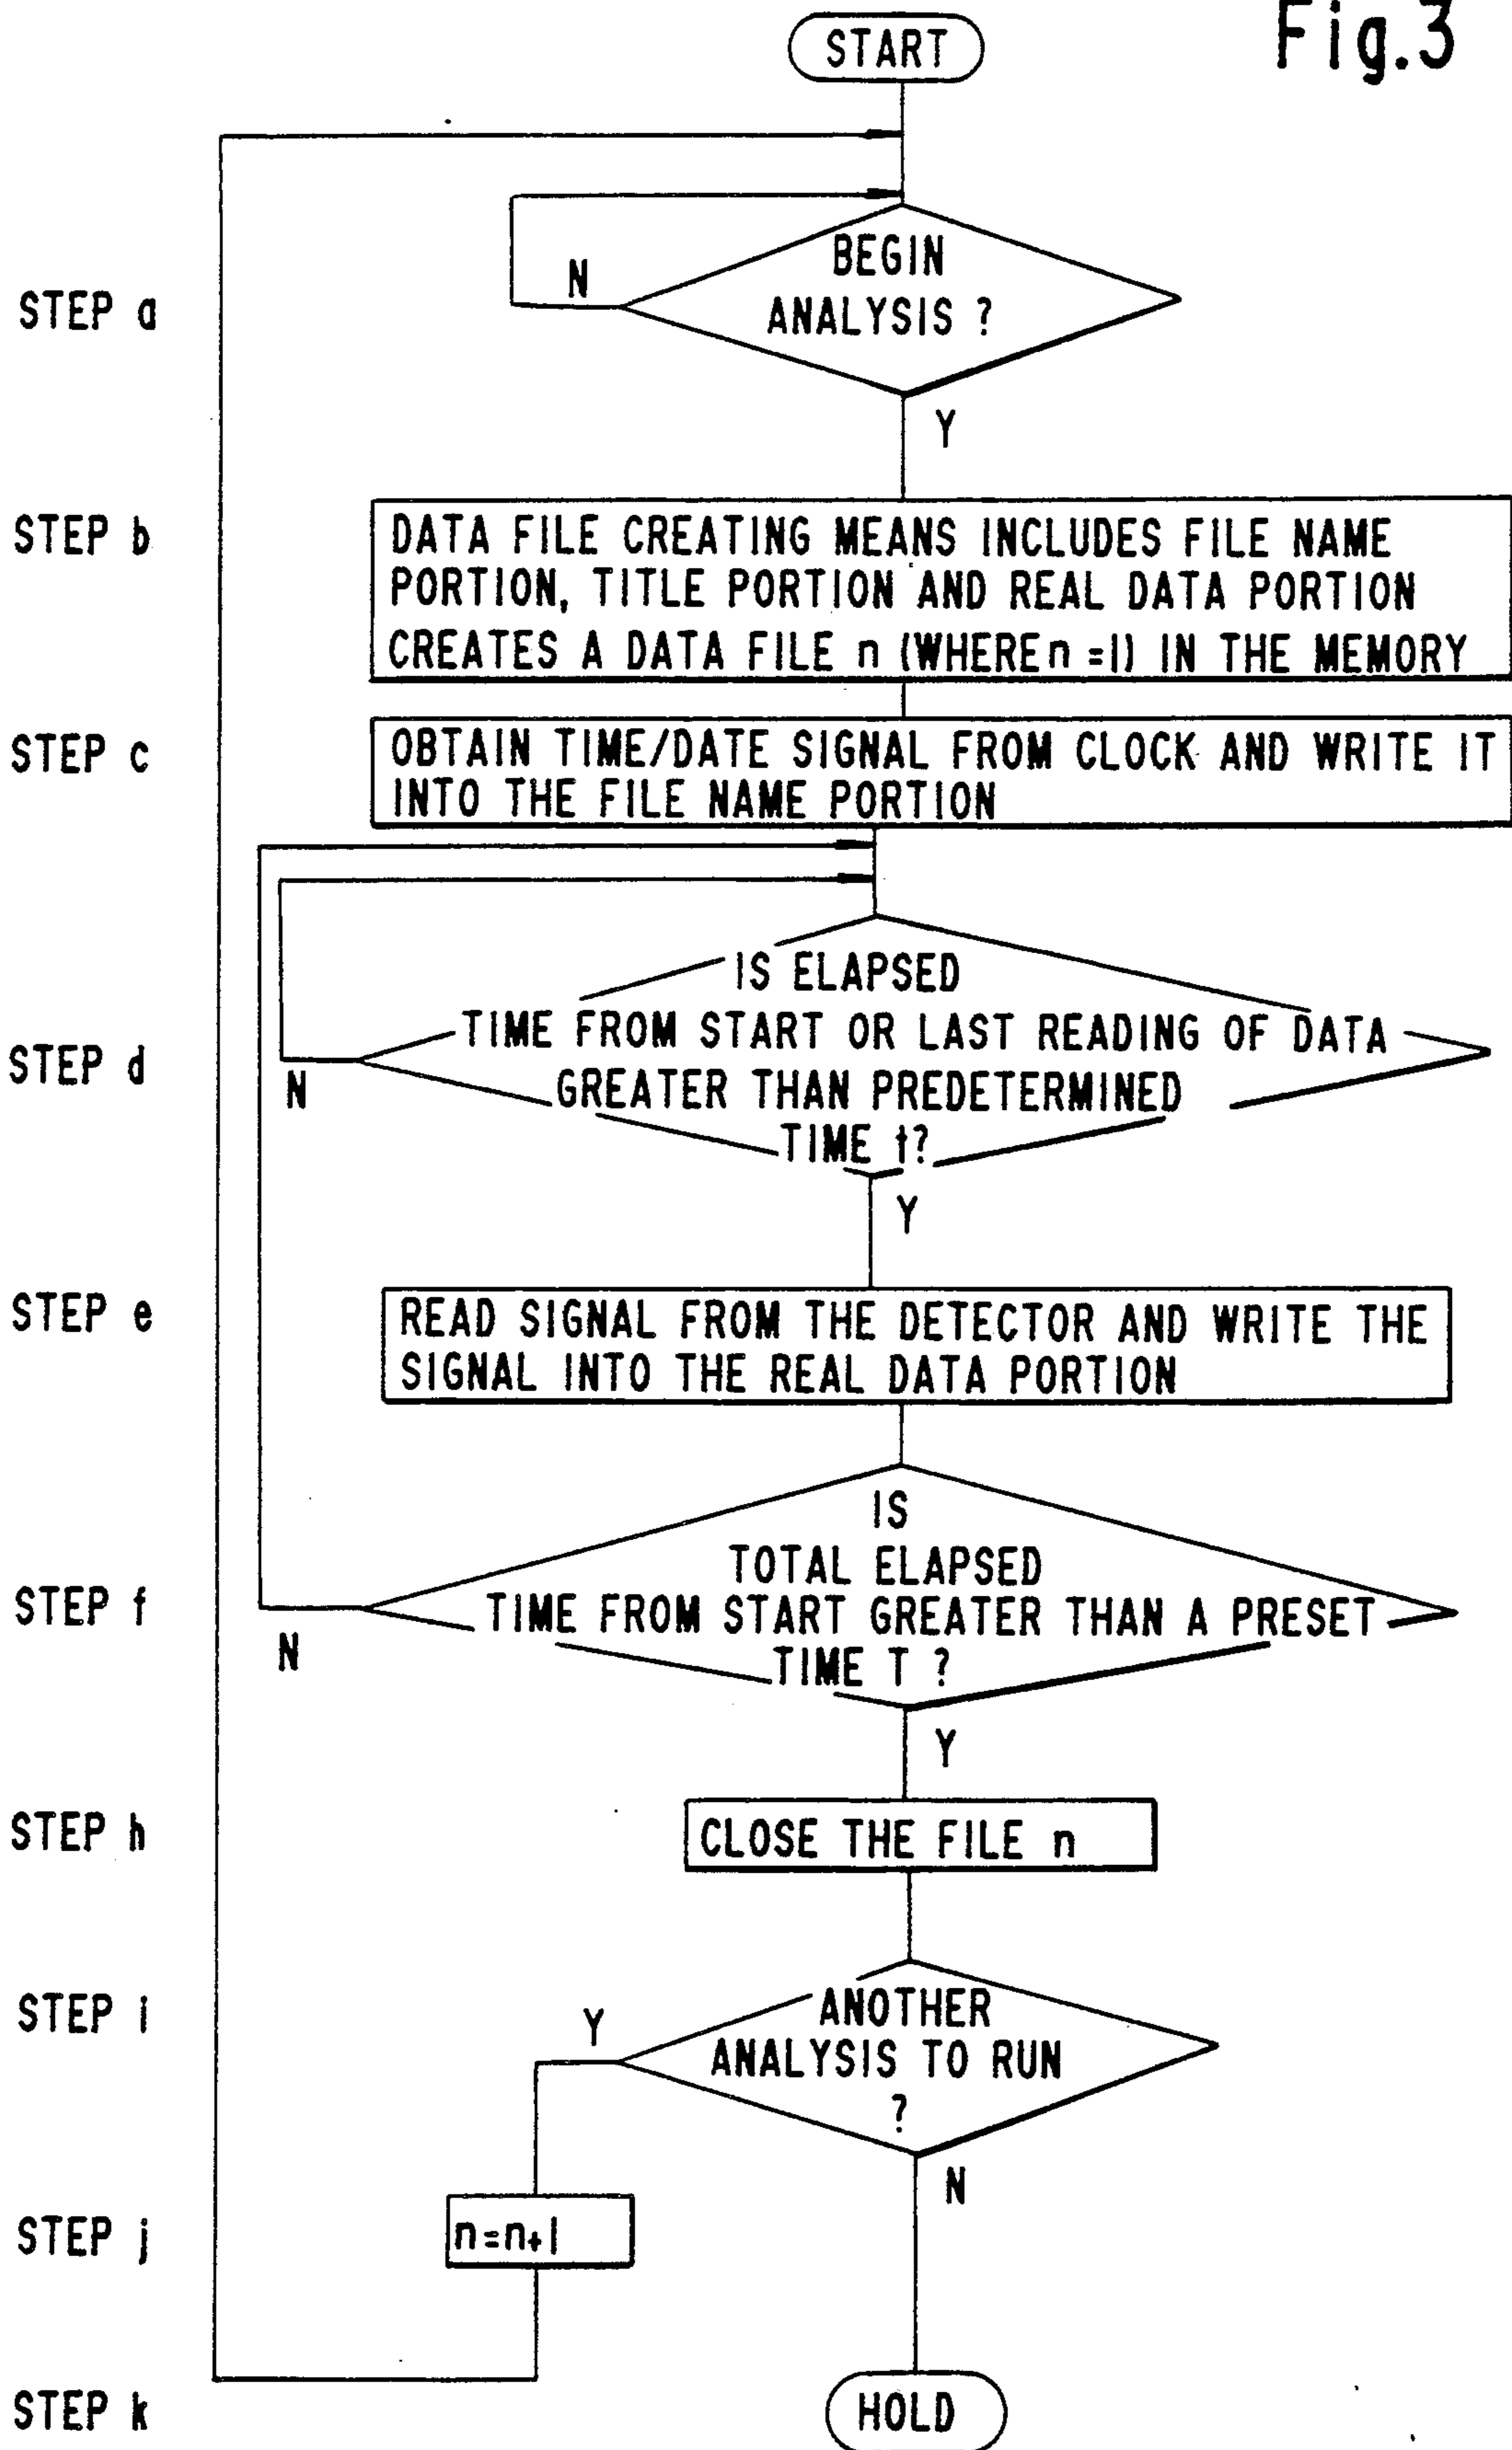 Fig.3
START
STEP a
N
BEGIN
ANALYSIS ?
Y
STEP b
DATA FILE CREATING MEANS INCLUDES FILE NAME
PORTION, TITLE PORTION AND REAL DATA PORTION
CREATES A DATA FILE n (WHERE n =1) IN THE MEMORY
STEP c
OBTAIN TIME/DATE SIGNAL FROM CLOCK AND WRITE IT
INTO THE FILE NAME PORTION
STEP d
IS ELAPSED
TIME FROM START OR LAST READING OF DATA
GREATER THAN PREDETERMINED
TIME t?
N
Y
STEP e
READ SIGNAL FROM THE DETECTOR AND WRITE THE
SIGNAL INTO THE REAL DATA PORTION
STEP f
IS
TOTAL ELAPSED
TIME FROM START GREATER THAN A PRESET
TIME T ?
N
Y
STEP h
CLOSE THE FILE n
STEP i
Y
ANOTHER
ANALYSIS TO RUN
?
N
STEP j
n=n+1
STEP k
HOLD